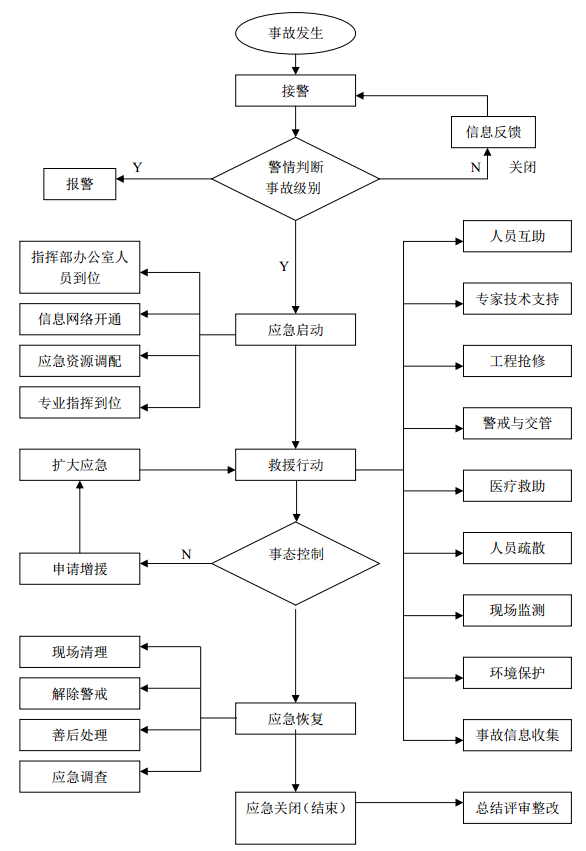 事故发生
接警
信息反馈
警情判断
事故级别
Y
N
关闭
报警
Y
指挥部办公室人
员到位
信息网络开通
应急资源调配
专业指挥到位
应急启动
人员互助
专家技术支持
工程抢修
警戒与交管
医疗救助
人员疏散
现场监测
环境保护
事故信息收集
扩大应急
救援行动
事态控制
N
申请增援
现场清理
解除警戒
善后处理
应急调查
应急恢复
应急关闭（结束）
总结评审整改